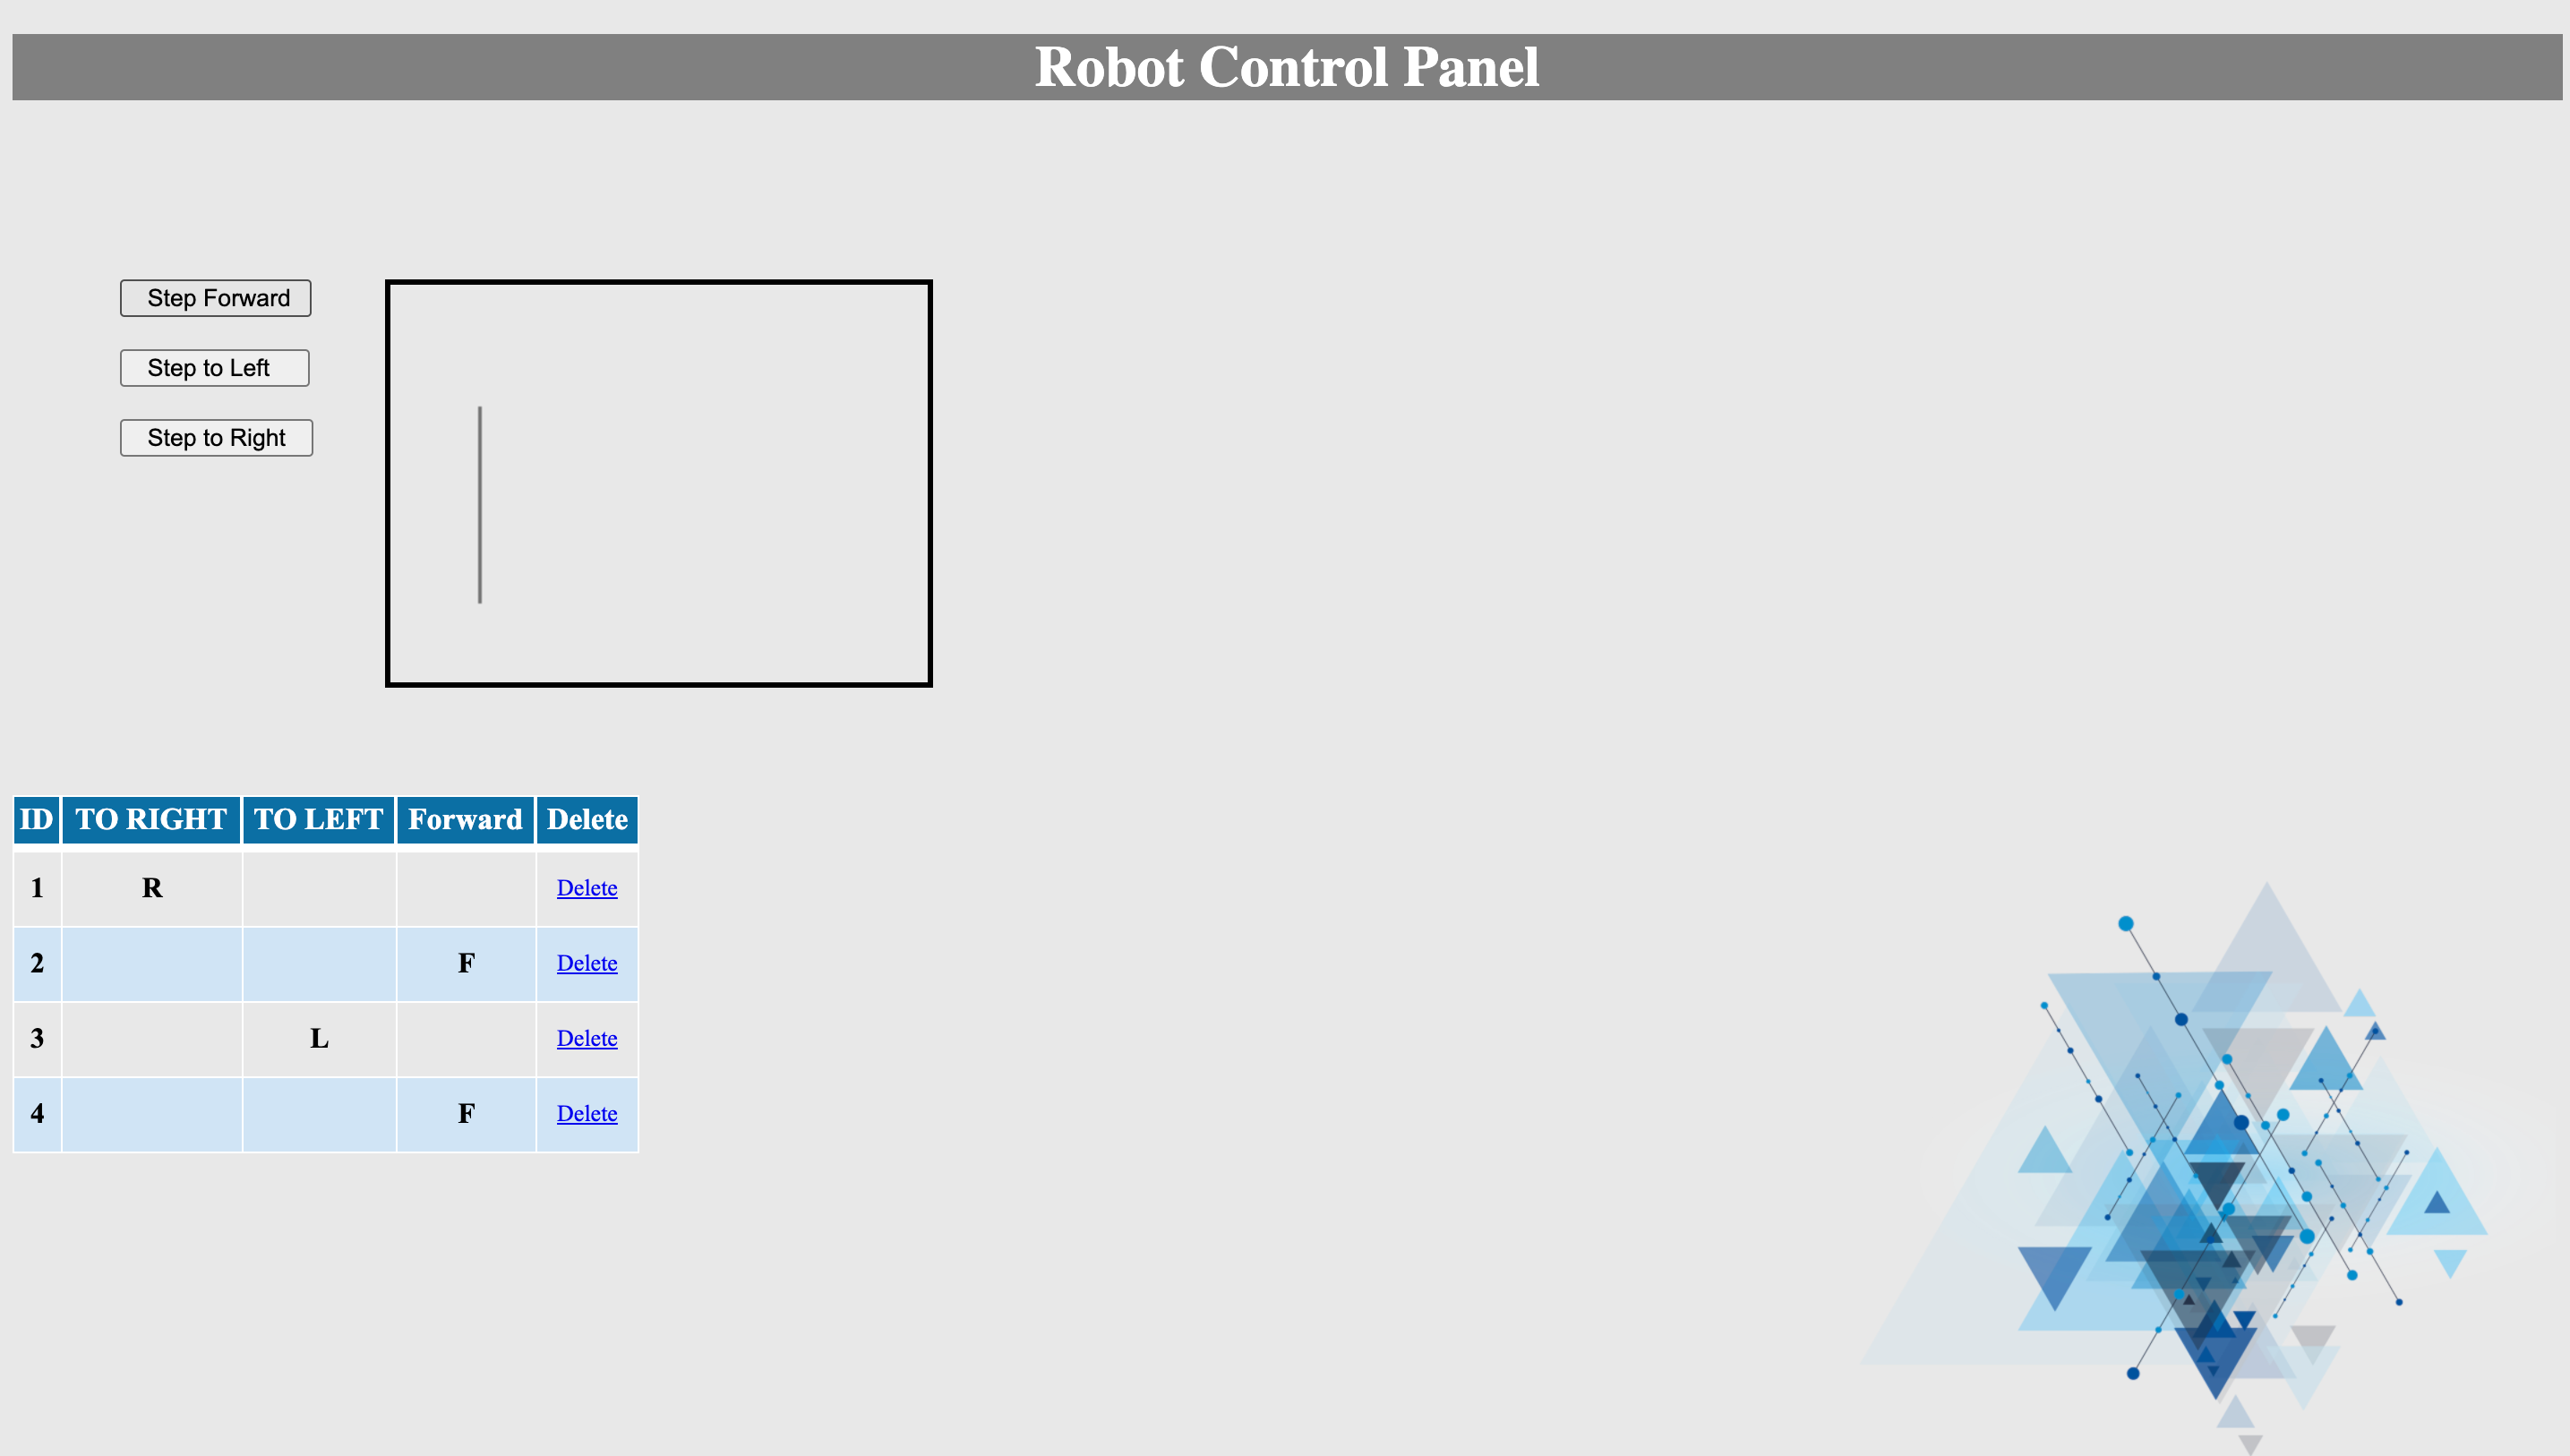 Robot Control Panel
Step Forward
Step to Left
Step to Right
ID TO RIGHT TO LEFT Forward Delete
1 R Delete
2 F Delete
3 L Delete
4 F Delete